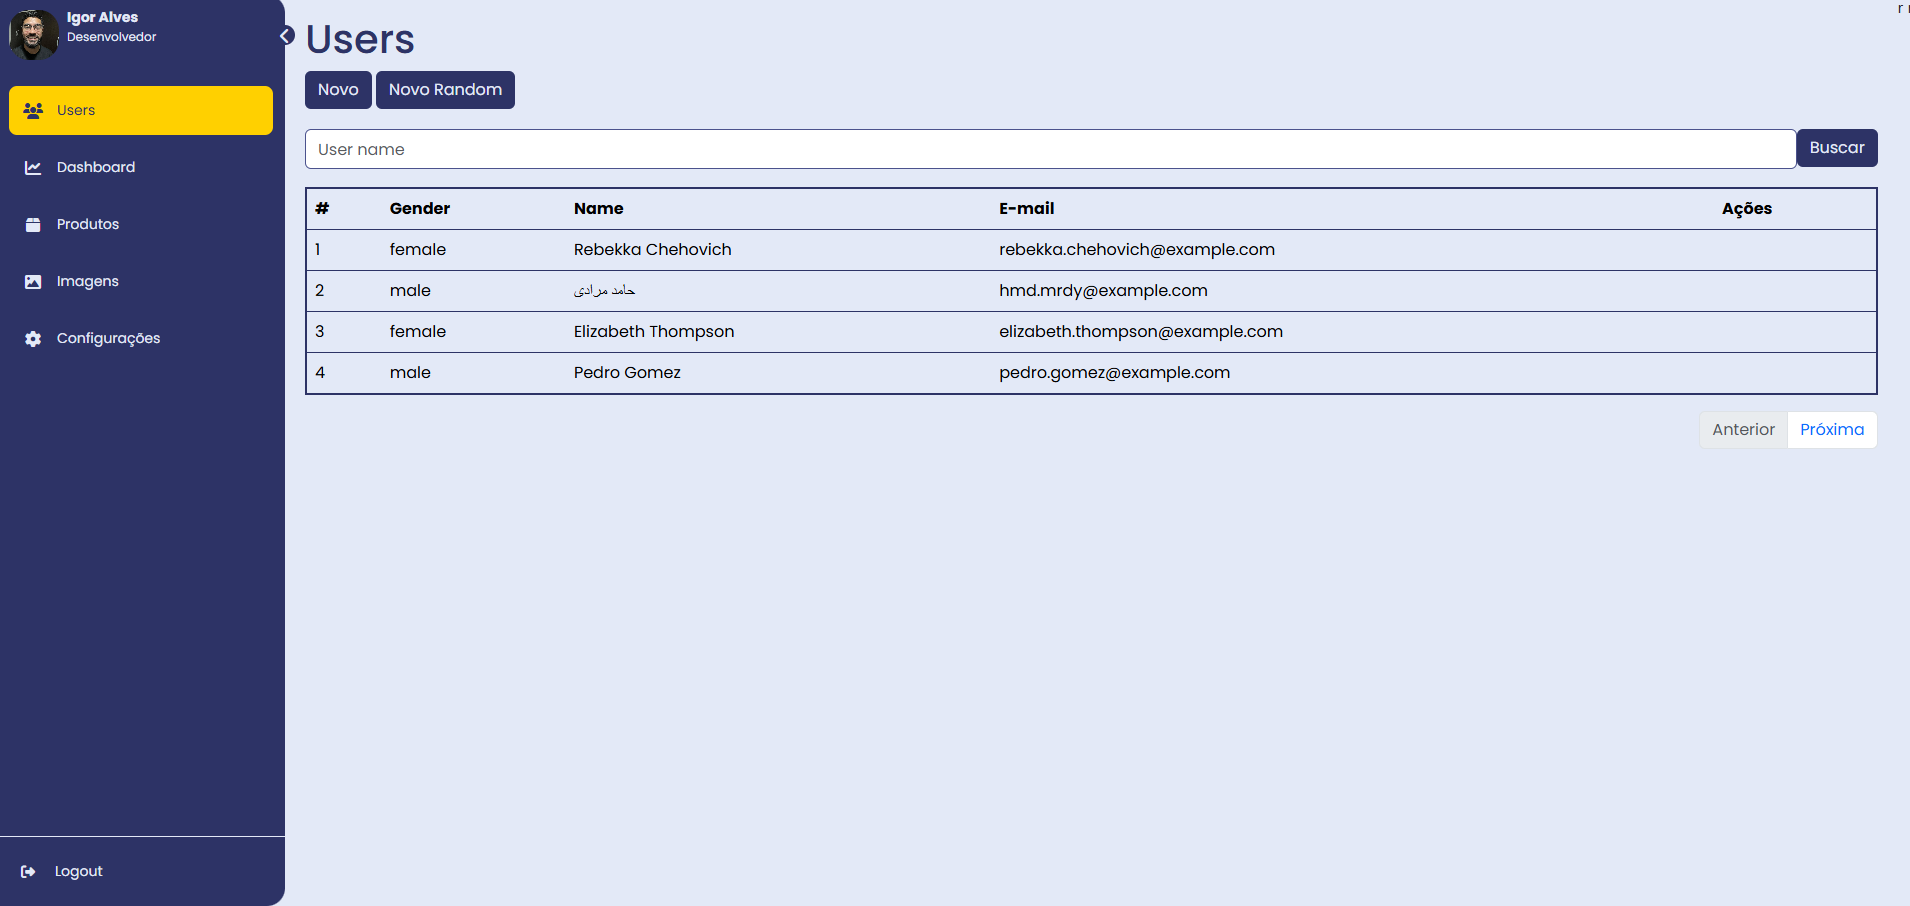 Igor Alves
Desenvolvedor
Users
Dashboard
Produtos
Imagens
Configurações
Logout
Users
Novo
Novo Random
User name
Buscar
# Gender Name E-mail Ações
1 female Rebekka Chehovich rebekka.chehovich@example.com
2 male حامد مرادی hmd.mrdy@example.com
3 female Elizabeth Thompson elizabeth.thompson@example.com
4 male Pedro Gomez pedro.gomez@example.com
Anterior
Próxima